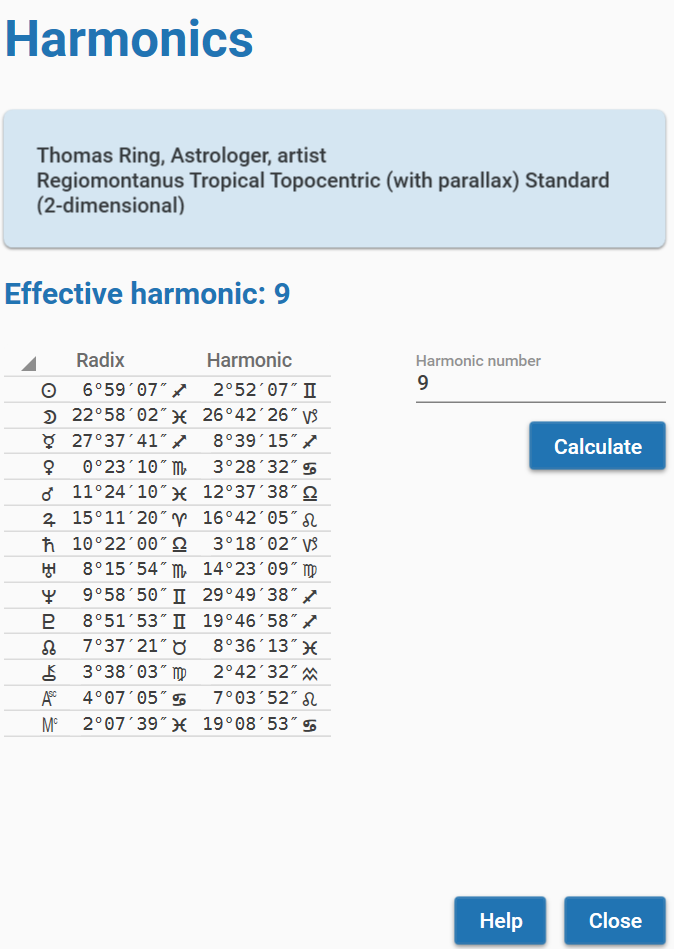 Harmonics
Thomas Ring, Astrologer, artist
Regiomontanus Tropical Topocentric (with parallax) Standard
(2-dimensional)
Effective harmonic: 9
Radix Harmonic
☉ 6°59′07″♐ 2°52′07″♊
☽ 22°58′02″♓ 26°42′26″♑
☿ 27°37′41″♐ 8°39′15″♐
♀ 0°23′10″♏ 3°28′32″♋
♂ 11°24′10″♓ 12°37′38″♎
♃ 15°11′20″♈ 16°42′05″♌
♄ 10°22′00″♎ 3°18′02″♑
♅ 8°15′54″♏ 14°23′09″♍
♆ 9°58′50″♊ 29°49′38″♐
♇ 8°51′53″♊ 19°46′58″♐
☊ 7°37′21″♉ 8°36′13″♓
⚷ 3°38′03″♍ 2°42′32″♒
Asc 4°07′05″♋ 7°03′52″♌
Mc 2°07′39″♓ 19°08′53″♋
Harmonic number
9
Calculate
Help Close